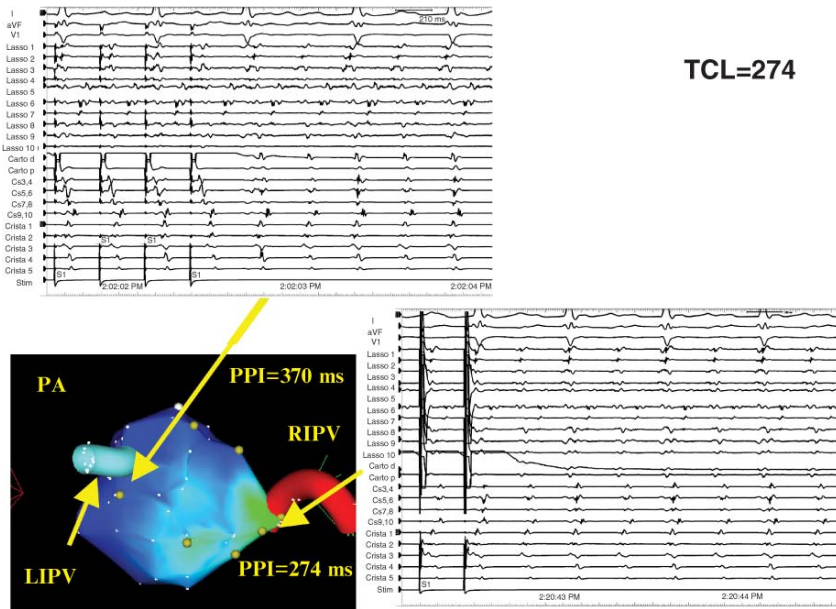 I
aVF
V1
Lasso 1
Lasso 2
Lasso 3
Lasso 4
Lasso 5
Lasso 6
Lasso 7
Lasso 8
Lasso 9
Lasso 10
Carto d
Carto p
Cs3,4
Cs5,6
Cs7,8
Cs9,10
Crista 1
Crista 2
Crista 3
Crista 4
Crista 5
Stim
210 ms
S1 S1
S1 S1
2:02:02 PM 2:02:03 PM 2:02:04 PM
TCL=274
PA
PPI=370 ms
RIPV
LIPV
PPI=274 ms
I
aVF
V1
Lasso 1
Lasso 2
Lasso 3
Lasso 4
Lasso 5
Lasso 6
Lasso 7
Lasso 8
Lasso 9
Lasso 10
Carto d
Carto p
Cs3,4
Cs5,6
Cs7,8
Cs9,10
Crista 1
Crista 2
Crista 3
Crista 4
Crista 5
Stim
S1
2:20:43 PM 2:20:44 PM